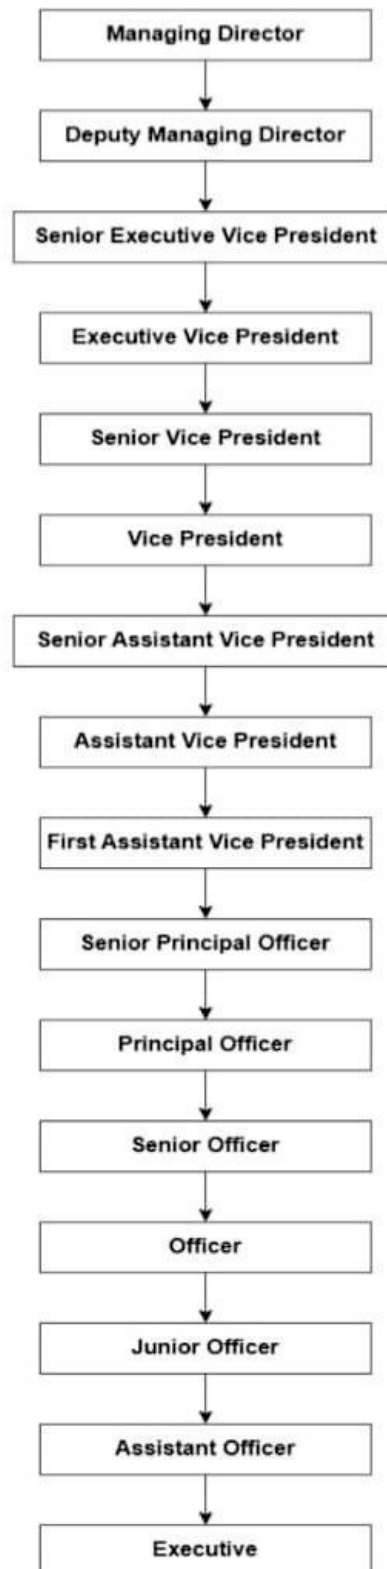 Managing Director
Deputy Managing Director
Senior Executive Vice President
Executive Vice President
Senior Vice President
Vice President
Senior Assistant Vice President
Assistant Vice President
First Assistant Vice President
Senior Principal Officer
Principal Officer
Senior Officer
Officer
Junior Officer
Assistant Officer
Executive